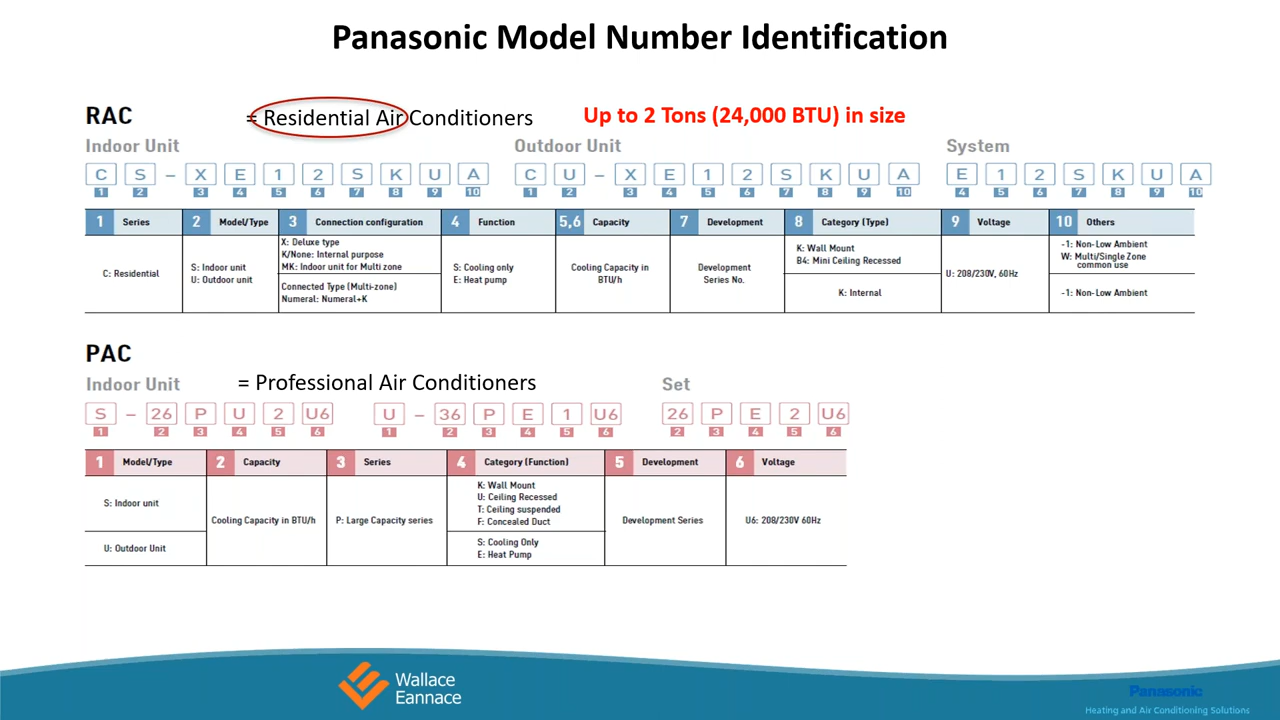 Panasonic Model Number Identification
RAC = Residential Air Conditioners Up to 2 Tons (24,000 BTU) in size
Indoor Unit Outdoor Unit System
C S - X E 1 2 S K U A C U - X E 1 2 S K U A E 1 2 S K U A
1 2 3 4 5 6 7 8 9 10 1 2 3 4 5 6 7 8 9 10 4 5 6 7 8 9 10
1 Series 2 Model/Type 3 Connection configuration 4 Function 5,6 Capacity 7 Development 8 Category (Type) 9 Voltage 10 Others
C: Residential
S: Indoor unit
U: Outdoor unit
X: Deluxe type
K/None: Internal purpose
MK: Indoor unit for Multi zone
Connected Type (Multi-zone)
Numeral: Numeral+K
S: Cooling only
E: Heat pump
Cooling Capacity in
BTU/h
Development
Series No.
K: Wall Mount
B4: Mini Ceiling Recessed
K: Internal
U: 208/230V, 60Hz
-1: Non-Low Ambient
W: Multi/Single Zone
common use
-1: Non-Low Ambient
PAC
Indoor Unit = Professional Air Conditioners Set
S - 26 P U 2 U6 U - 36 P E 1 U6 26 P E 2 U6
1 2 3 4 5 6 1 2 3 4 5 6 2 3 4 5 6
1 Model/Type 2 Capacity 3 Series 4 Category (Function) 5 Development 6 Voltage
S: Indoor unit
U: Outdoor Unit
Cooling Capacity in BTU/h
P: Large Capacity series
K: Wall Mount
U: Ceiling Recessed
T: Ceiling suspended
F: Concealed Duct
S: Cooling Only
E: Heat Pump
Development Series
U6: 208/230V 60Hz
Wallace
Eannace
Panasonic
Heating and Air Conditioning Solutions